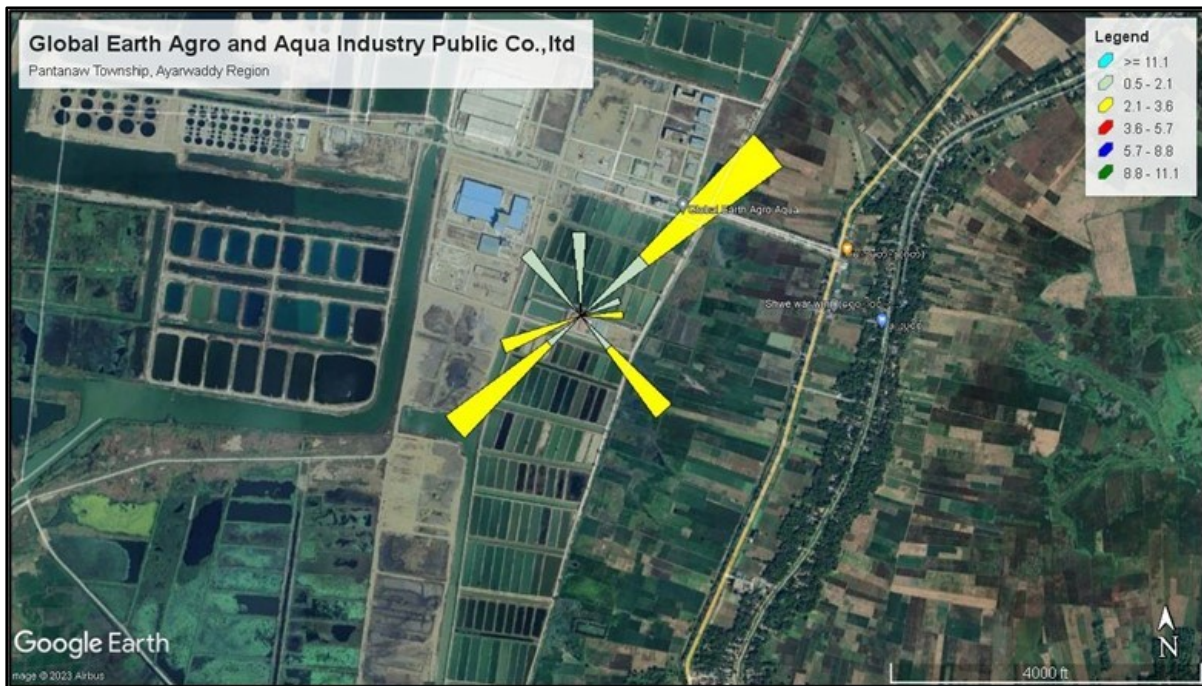 Global Earth Agro and Aqua Industry Public Co.,ltd
Pantanaw Township, Ayarwaddy Region
Legend
>= 11.1
0.5 - 2.1
2.1 - 3.6
3.6 - 5.7
5.7 - 8.8
8.8 - 11.1
Global Earth Agro Aqua
Shwe war
Google Earth
© 2023 Airbus
N
4000 ft